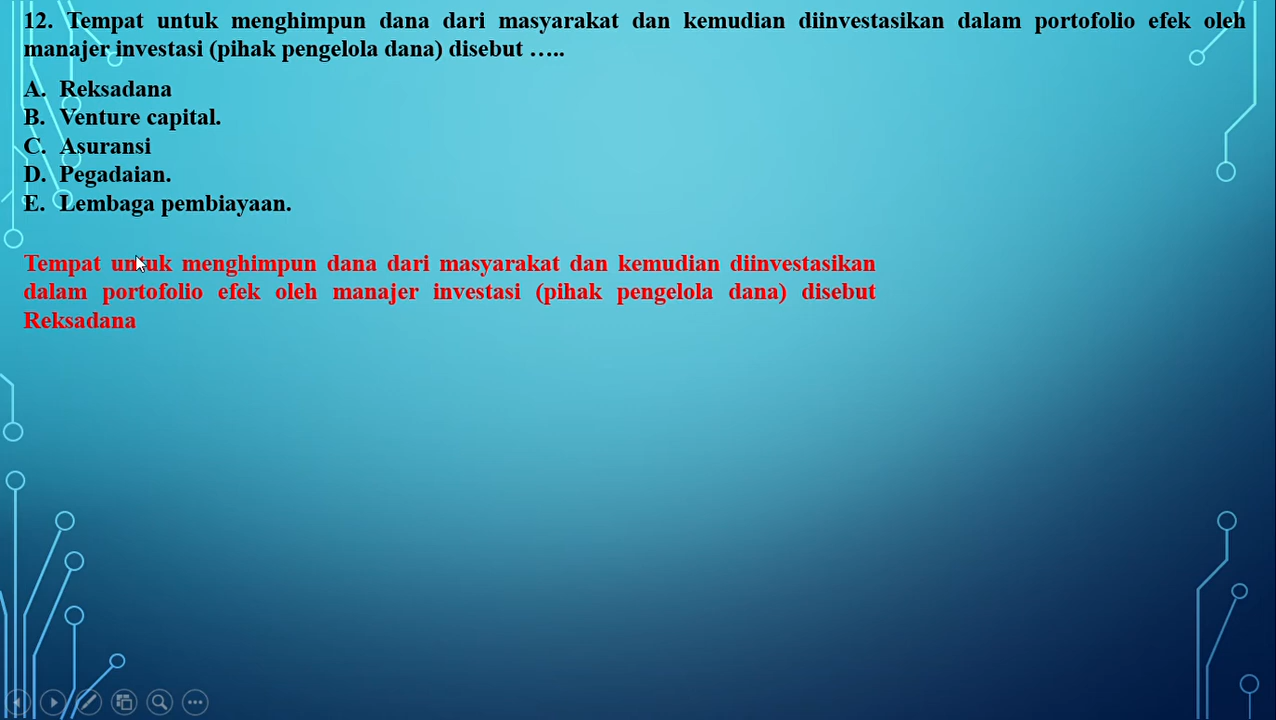 12. Tempat untuk menghimpun dana dari masyarakat dan kemudian diinvestasikan dalam portofolio efek oleh
manajer investasi (pihak pengelola dana) disebut …..
A. Reksadana
B. Venture capital.
C. Asuransi
D. Pegadaian.
E. Lembaga pembiayaan.
Tempat untuk menghimpun dana dari masyarakat dan kemudian diinvestasikan
dalam portofolio efek oleh manajer investasi (pihak pengelola dana) disebut
Reksadana